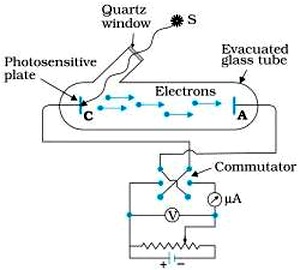 Quartz
window
S
Photosensitive
plate
Evacuated
glass tube
Electrons
C
A
Commutator
μA
V
+
−